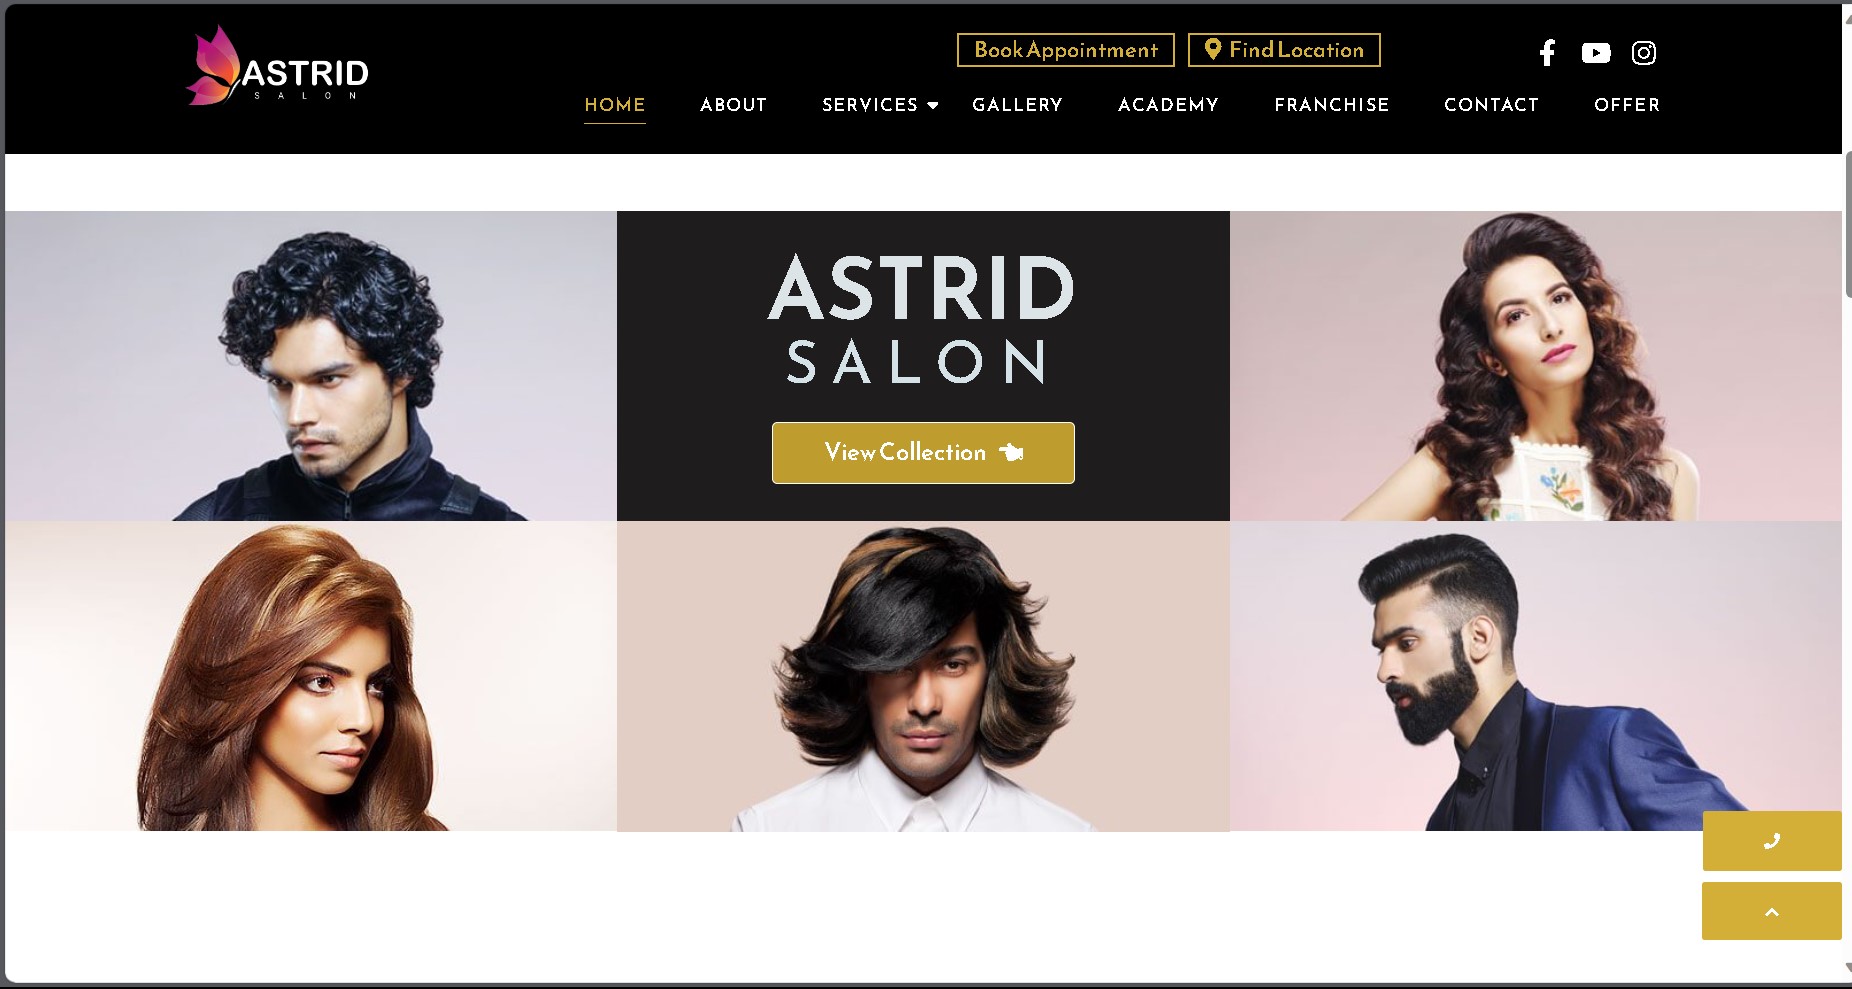 ASTRID
SALON
Book Appointment
Find Location
HOME
ABOUT
SERVICES
GALLERY
ACADEMY
FRANCHISE
CONTACT
OFFER
ASTRID
SALON
View Collection